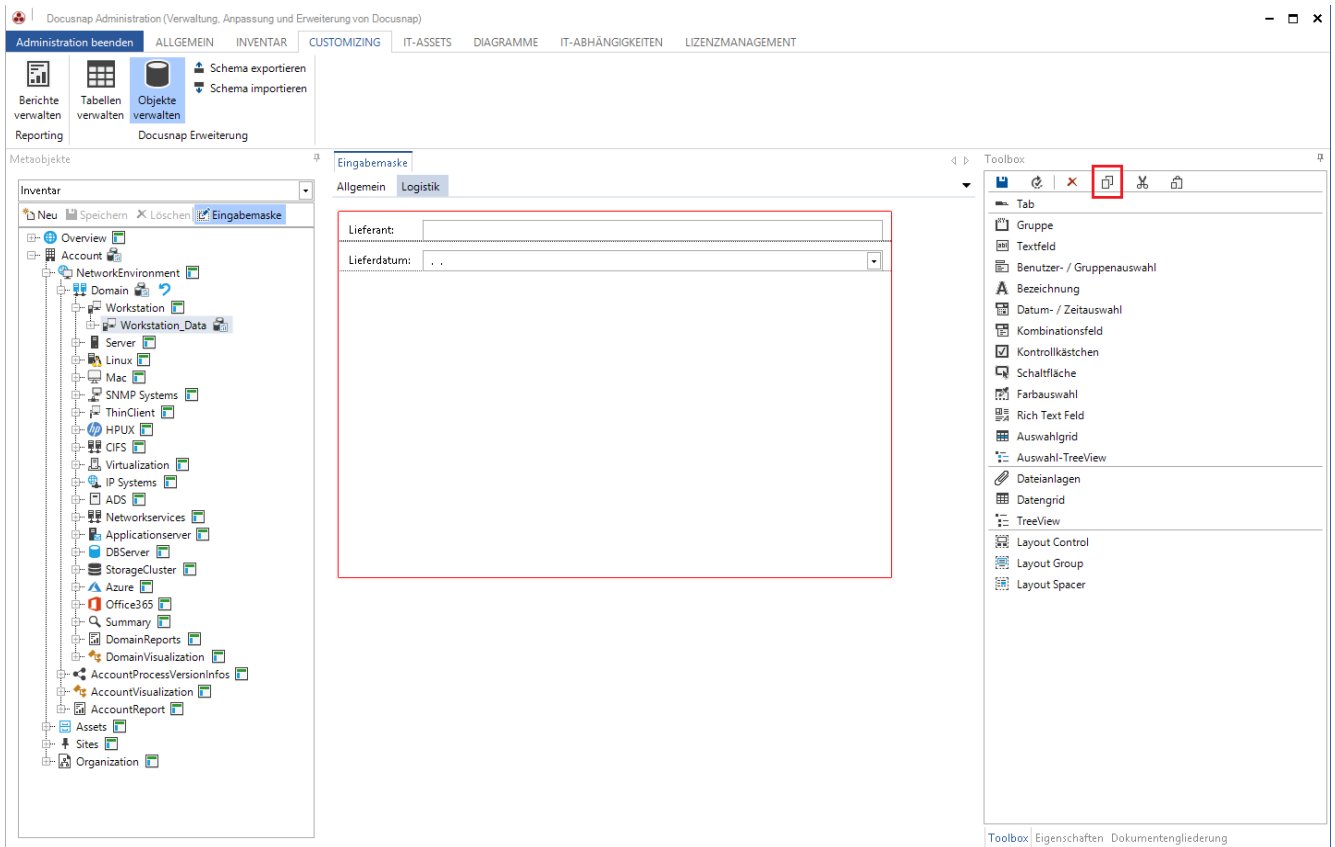 Docusnap Administration (Verwaltung, Anpassung und Erweiterung von Docusnap)
Administration beenden ALLGEMEIN INVENTAR CUSTOMIZING IT-ASSETS DIAGRAMME IT-ABHÄNGIGKEITEN LIZENZMANAGEMENT
Berichte verwalten
Tabellen verwalten
Objekte verwalten
Schema exportieren
Schema importieren
Reporting
Docusnap Erweiterung
Metaobjekte
Inventar
Neu Speichern Löschen Eingabemaske
Overview
Account
NetworkEnvironment
Domain
Workstation
Workstation_Data
Server
Linux
Mac
SNMP Systems
ThinClient
HPUX
CIFS
Virtualization
IP Systems
ADS
Networkservices
Applicationserver
DBServer
StorageCluster
Azure
Office365
Summary
DomainReports
DomainVisualization
AccountProcessVersionInfos
AccountVisualization
AccountReport
Assets
Sites
Organization
Eingabemaske
Allgemein Logistik
Lieferant:
Lieferdatum: . .
Toolbox
Tab
Gruppe
Textfeld
Benutzer- / Gruppenauswahl
Bezeichnung
Datum- / Zeitauswahl
Kombinationsfeld
Kontrollkästchen
Schaltfläche
Farbauswahl
Rich Text Feld
Auswahlgrid
Auswahl-TreeView
Dateianlagen
Datengrid
TreeView
Layout Control
Layout Group
Layout Spacer
Toolbox Eigenschaften Dokumentengliederung